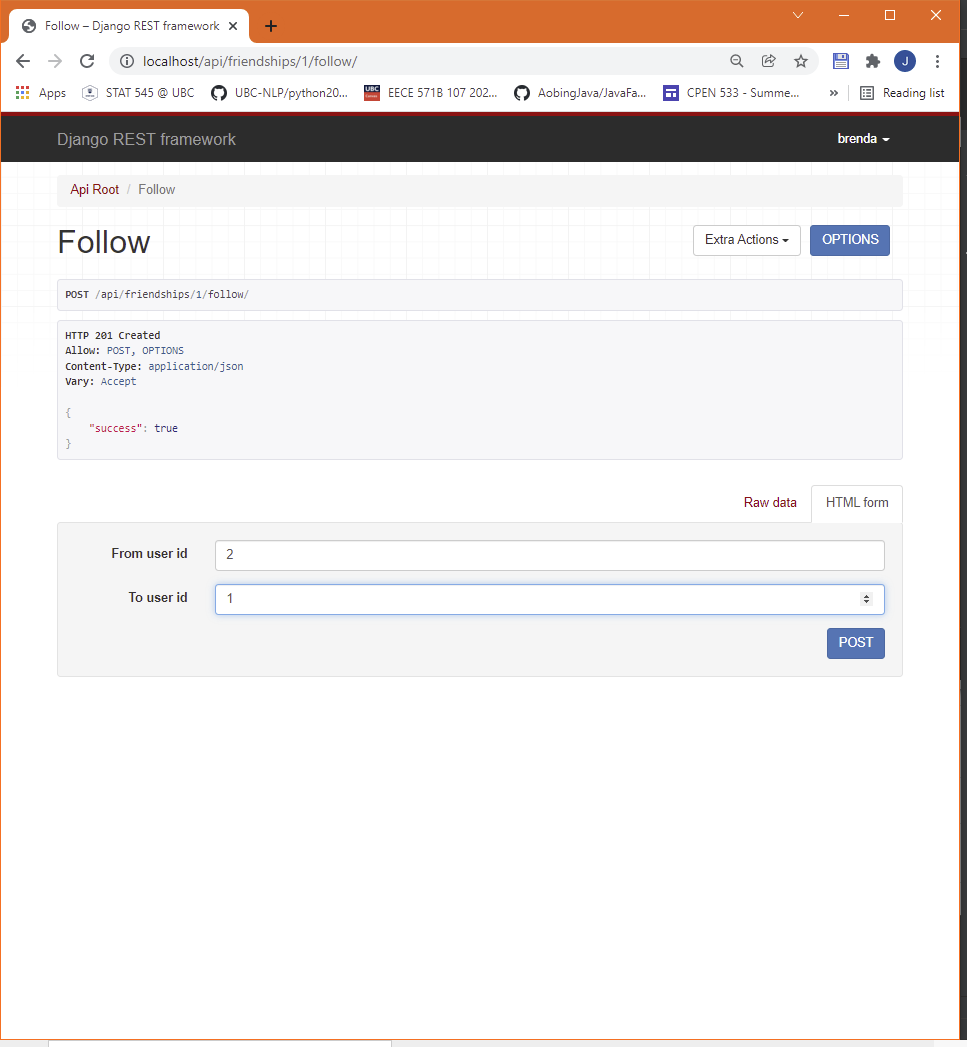 Follow – Django REST framework
localhost/api/friendships/1/follow/
J
Apps
STAT 545 @ UBC
UBC-NLP/python20...
UBC
EECE 571B 107 202...
AobingJava/JavaFa...
CPEN 533 - Summe...
»
Reading list
Django REST framework
brenda
Api Root / Follow
Follow
Extra Actions
OPTIONS
POST /api/friendships/1/follow/
HTTP 201 Created
Allow: POST, OPTIONS
Content-Type: application/json
Vary: Accept
{
"success": true
}
Raw data
HTML form
From user id
2
To user id
1
POST